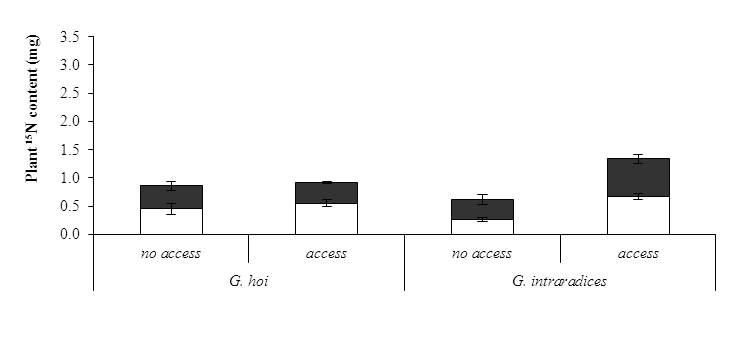 Plant ¹⁵N content (mg)
3.5
3.0
2.5
2.0
1.5
1.0
0.5
0.0
no access access no access access
G. hoi G. intraradices